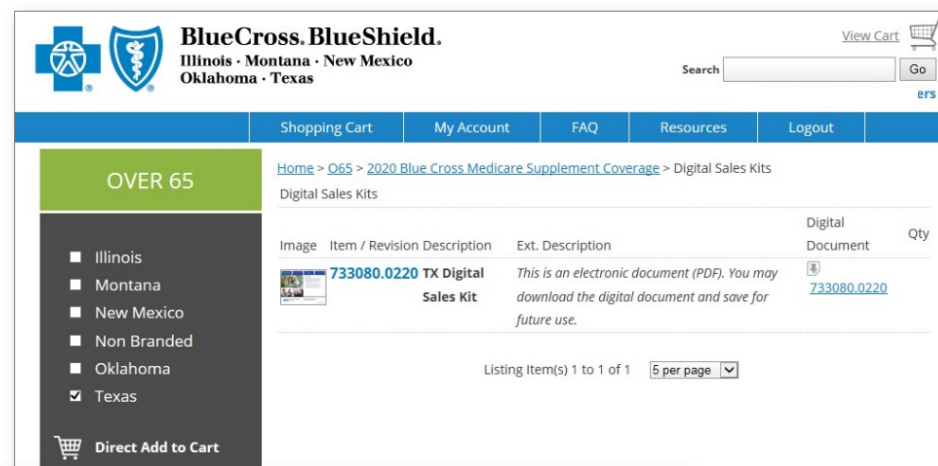 BlueCross.BlueShield.
Illinois · Montana · New Mexico
Oklahoma · Texas
View Cart
Search
Go
ers
Shopping Cart My Account FAQ Resources Logout
OVER 65
Illinois
Montana
New Mexico
Non Branded
Oklahoma
Texas
Direct Add to Cart
Home > O65 > 2020 Blue Cross Medicare Supplement Coverage > Digital Sales Kits
Digital Sales Kits
Image Item / Revision Description Ext. Description Digital Document Qty
733080.0220 TX Digital Sales Kit
This is an electronic document (PDF). You may
download the digital document and save for
future use.
733080.0220
Listing Item(s) 1 to 1 of 1 5 per page